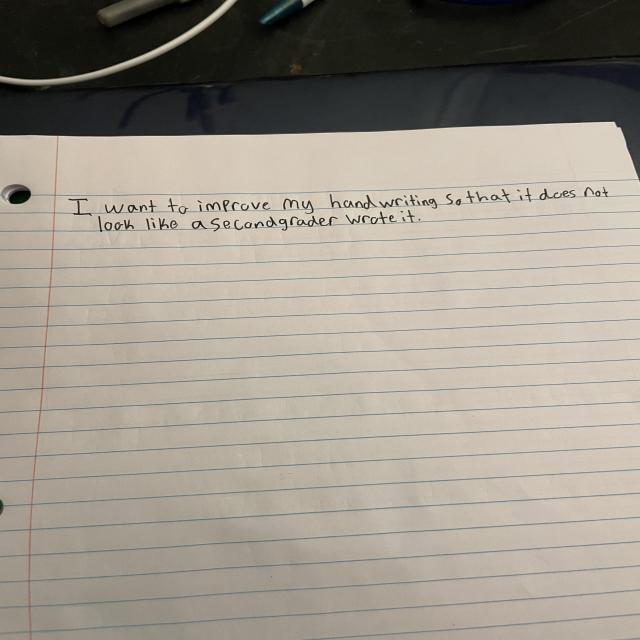 I want to improve my handwriting so that it does not
look like a secondgrader wrote it.